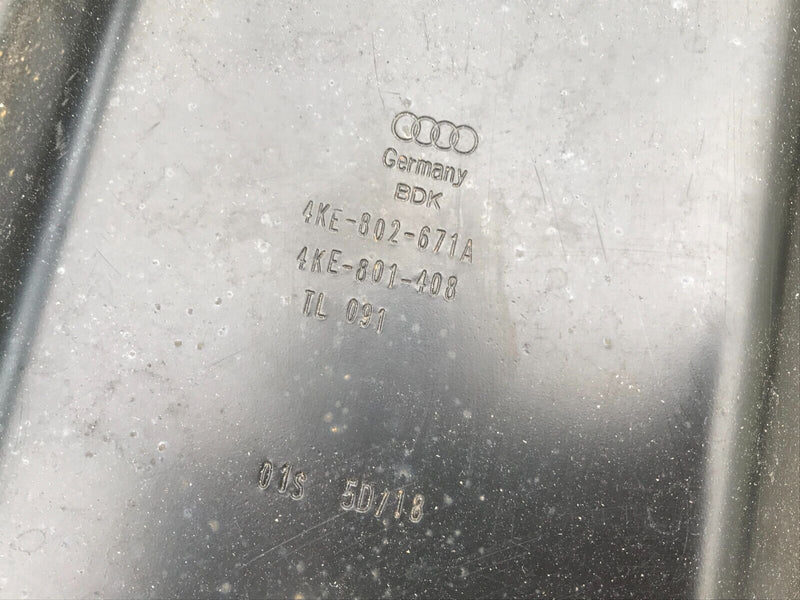 Germany
BDK
4KE-802-671A
4KE-801-408
TL 091
01S 5D/18